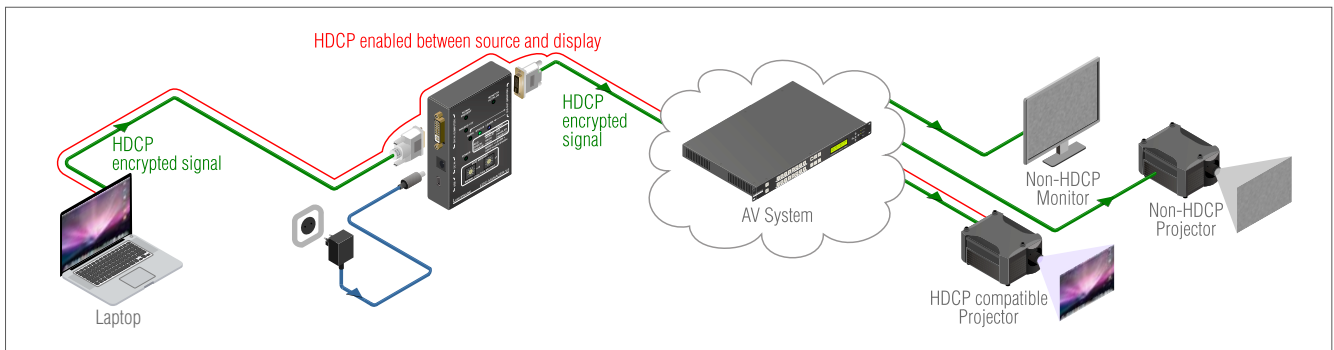 HDCP enabled between source and display
HDCP
encrypted signal
HDCP
encrypted
signal
Laptop
AV System
Non-HDCP
Monitor
Non-HDCP
Projector
HDCP compatible
Projector